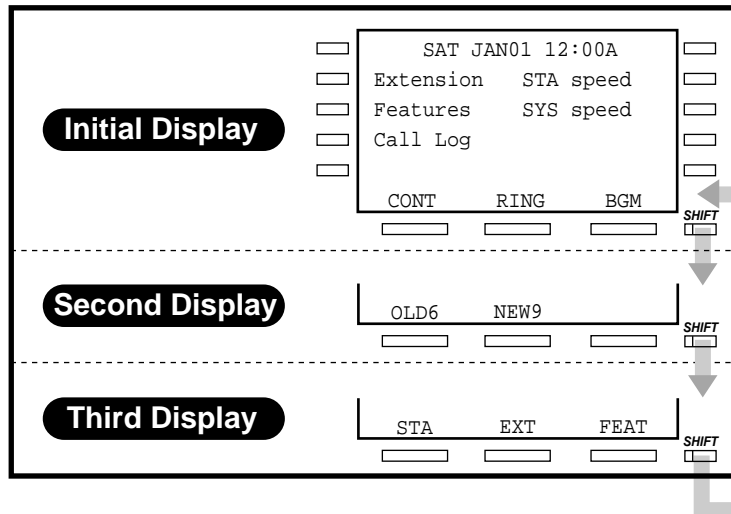 SAT JAN01 12:00A
Extension STA speed
Features SYS speed
Initial Display
Call Log
CONT RING BGM
SHIFT
Second Display
OLD6 NEW9
SHIFT
Third Display
STA EXT FEAT
SHIFT